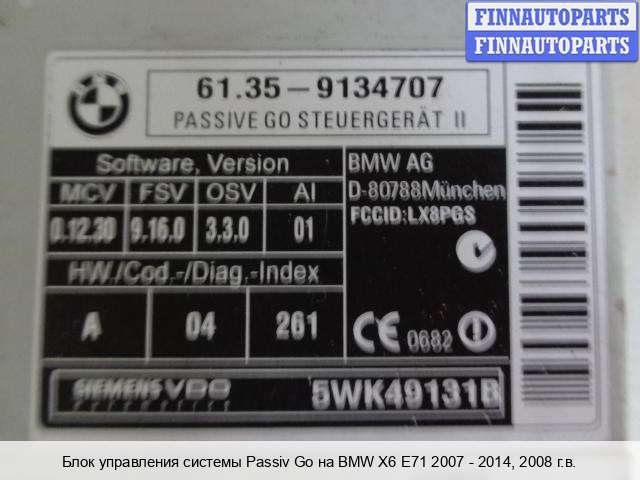 FINNAUTOPARTS
FINNAUTOPARTS
BMW
61.35 – 9134707
PASSIVE GO STEUERGERÄT II
Software, Version
MCV FSV OSV AI
0.12.30 9.16.0 3.3.0 01
HW./Cod.-/Diag.-Index
A 04 261
BMW AG
D-80788München
FCCID:LX8PGS
CE 0682
SIEMENS VDO 5WK49131B
Блок управления системы Passiv Go на BMW X6 E71 2007 - 2014, 2008 г.в.